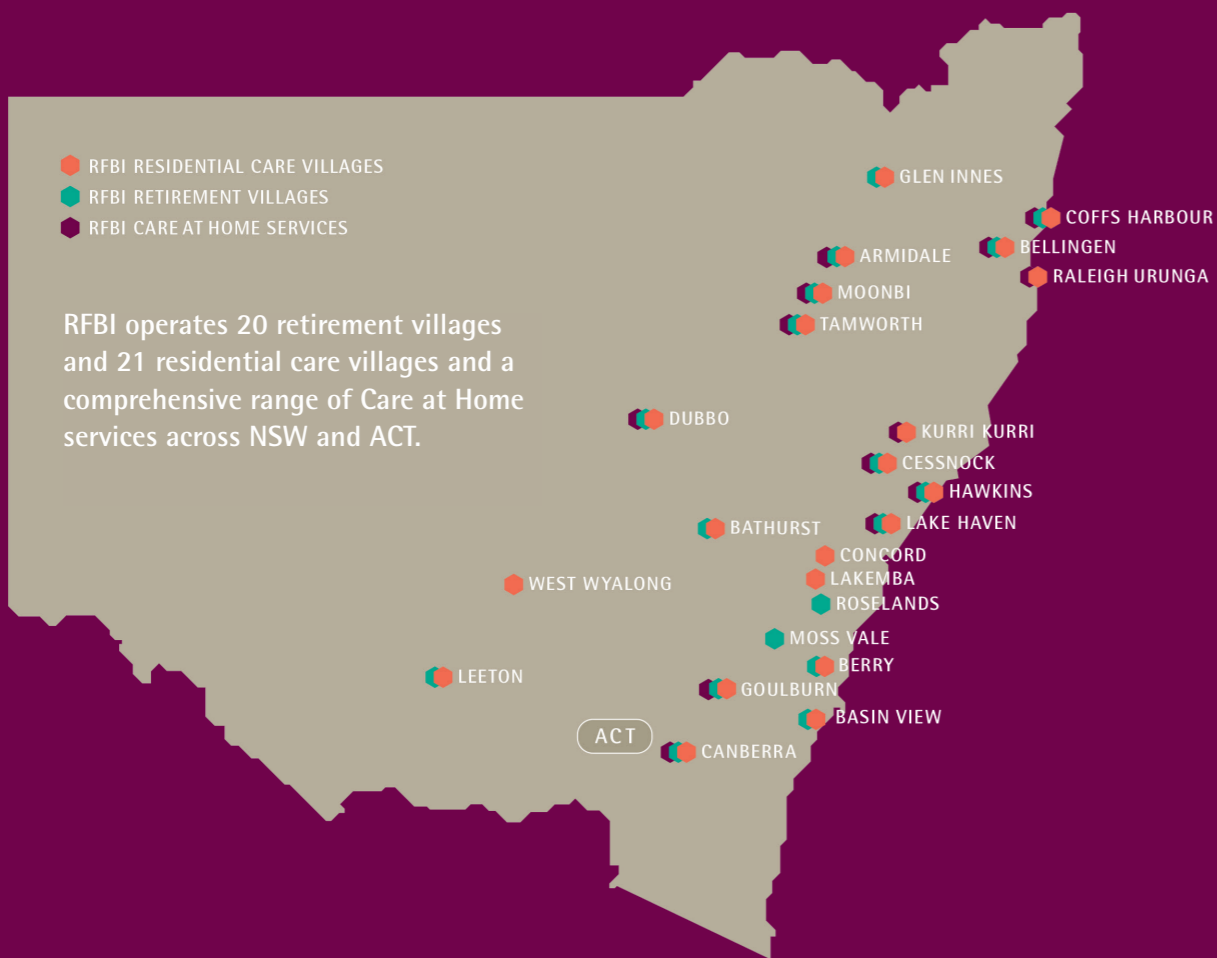 RFBI RESIDENTIAL CARE VILLAGES
RFBI RETIREMENT VILLAGES
RFBI CARE AT HOME SERVICES
RFBI operates 20 retirement villages
and 21 residential care villages and a
comprehensive range of Care at Home
services across NSW and ACT.
GLEN INNES
COFFS HARBOUR
BELLINGEN
ARMIDALE
RALEIGH URUNGA
MOONBI
TAMWORTH
DUBBO
KURRI KURRI
CESSNOCK
HAWKINS
LAKE HAVEN
BATHURST
CONCORD
LAKEMBA
WEST WYALONG
ROSELANDS
MOSS VALE
BERRY
LEETON
GOULBURN
BASIN VIEW
ACT
CANBERRA